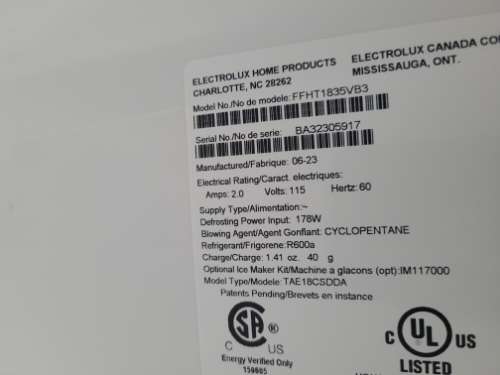 ELECTROLUX HOME PRODUCTS
CHARLOTTE, NC 28262
ELECTROLUX CANADA
MISSISSAUGA, ONT.
Model No./No de modele: FFHT1835VB3
Serial No./No de serie: BA32305917
Manufactured/Fabrique: 06-23
Electrical Rating/Caract. electriques:
Amps: 2.0 Volts: 115 Hertz: 60
Supply Type/Alimentation:~
Defrosting Power Input: 178W
Blowing Agent/Agent Gonflant: CYCLOPENTANE
Refrigerant/Frigorene: R600a
Charge/Charge: 1.41 oz. 40 g
Optional Ice Maker Kit/Machine a glacons (opt):IM117000
Model Type/Modele: TAE18CSDDA
Patents Pending/Brevets en instance
SA ®
C US
Energy Verified Only
159605
C UL ® US
LISTED